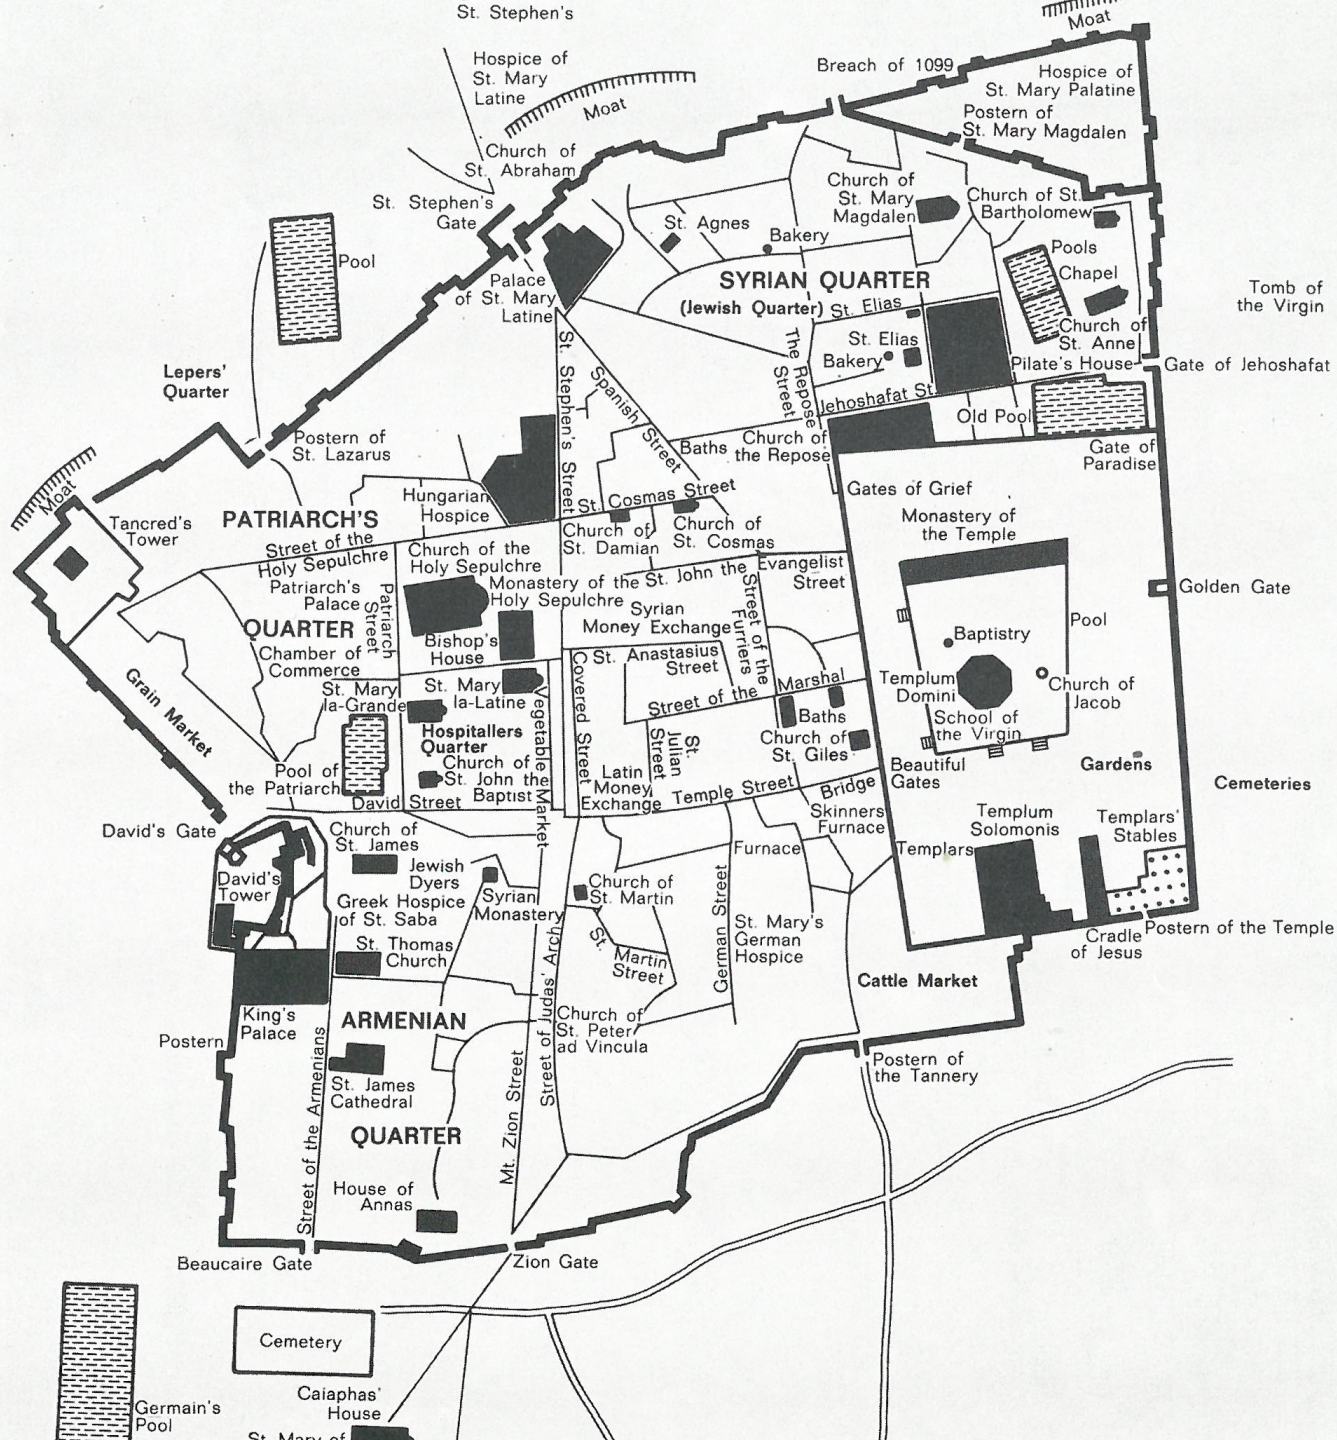 St. Stephen's
Moat
Hospice of
St. Mary
Latine
Moat
Breach of 1099
Hospice of
St. Mary Palatine
Postern of
St. Mary Magdalen
Church of
St. Abraham
St. Stephen's
Gate
Church of
St. Mary
Magdalen
Church of St.
Bartholomew
St. Agnes
Bakery
Pool
Pools
Chapel
Palace
of St. Mary
Latine
SYRIAN QUARTER
(Jewish Quarter)
St. Elias
Tomb of
the Virgin
St. Elias
Bakery
Church of
St. Anne
Pilate's House
Gate of Jehoshafat
Lepers'
Quarter
St. Stephen's Street
Spanish Street
The Repose
Street
Jehoshafat St.
Old Pool
Postern of
St. Lazarus
Baths
Church of
the Repose
Gate of
Paradise
Moat
Tancred's
Tower
PATRIARCH'S
Hungarian
Hospice
St. Cosmas Street
Gates of Grief
Monastery of
the Temple
Street of the
Holy Sepulchre
Church of the
Holy Sepulchre
Church of
St. Damian
Church of
St. Cosmas
Evangelist
Street
Patriarch's
Palace
Patriarch
Street
Monastery of the
Holy Sepulchre
St. John the
Street of the
Furriers
Golden Gate
QUARTER
Chamber of
Commerce
Bishop's
House
Syrian
Money Exchange
Pool
Baptistry
Grain Market
St. Mary
la-Grande
St. Mary
la-Latine
Covered Street
St. Anastasius
Street
Street of the
Marshal
Templum
Domini
Church of
Jacob
Hospitallers
Quarter
Vegetable Market
St.
Julian
Street
Baths
Church of
St. Giles
School of
the Virgin
Pool of
the Patriarch
Church of
St. John the
Baptist
Latin
Money
Exchange
Beautiful
Gates
Gardens
Cemeteries
David Street
Temple Street
Bridge
David's Gate
Church of
St. James
Skinners
Furnace
Templum
Solomonis
Templars'
Stables
Furnace
Templars
David's
Tower
Jewish
Dyers
Greek Hospice
of St. Saba
Syrian
Monastery
Church of
St. Martin
St. Thomas
Church
St.
Martin
Street
German Street
St. Mary's
German
Hospice
Cradle
of Jesus
Postern of the Temple
Cattle Market
King's
Palace
ARMENIAN
Street of Judas' Arch
Church of
St. Peter
ad Vincula
Postern
Street of the Armenians
St. James
Cathedral
Mt. Zion Street
Postern of
the Tannery
QUARTER
House of
Annas
Beaucaire Gate
Zion Gate
Cemetery
Germain's
Pool
Caiaphas'
House
St. Mary of